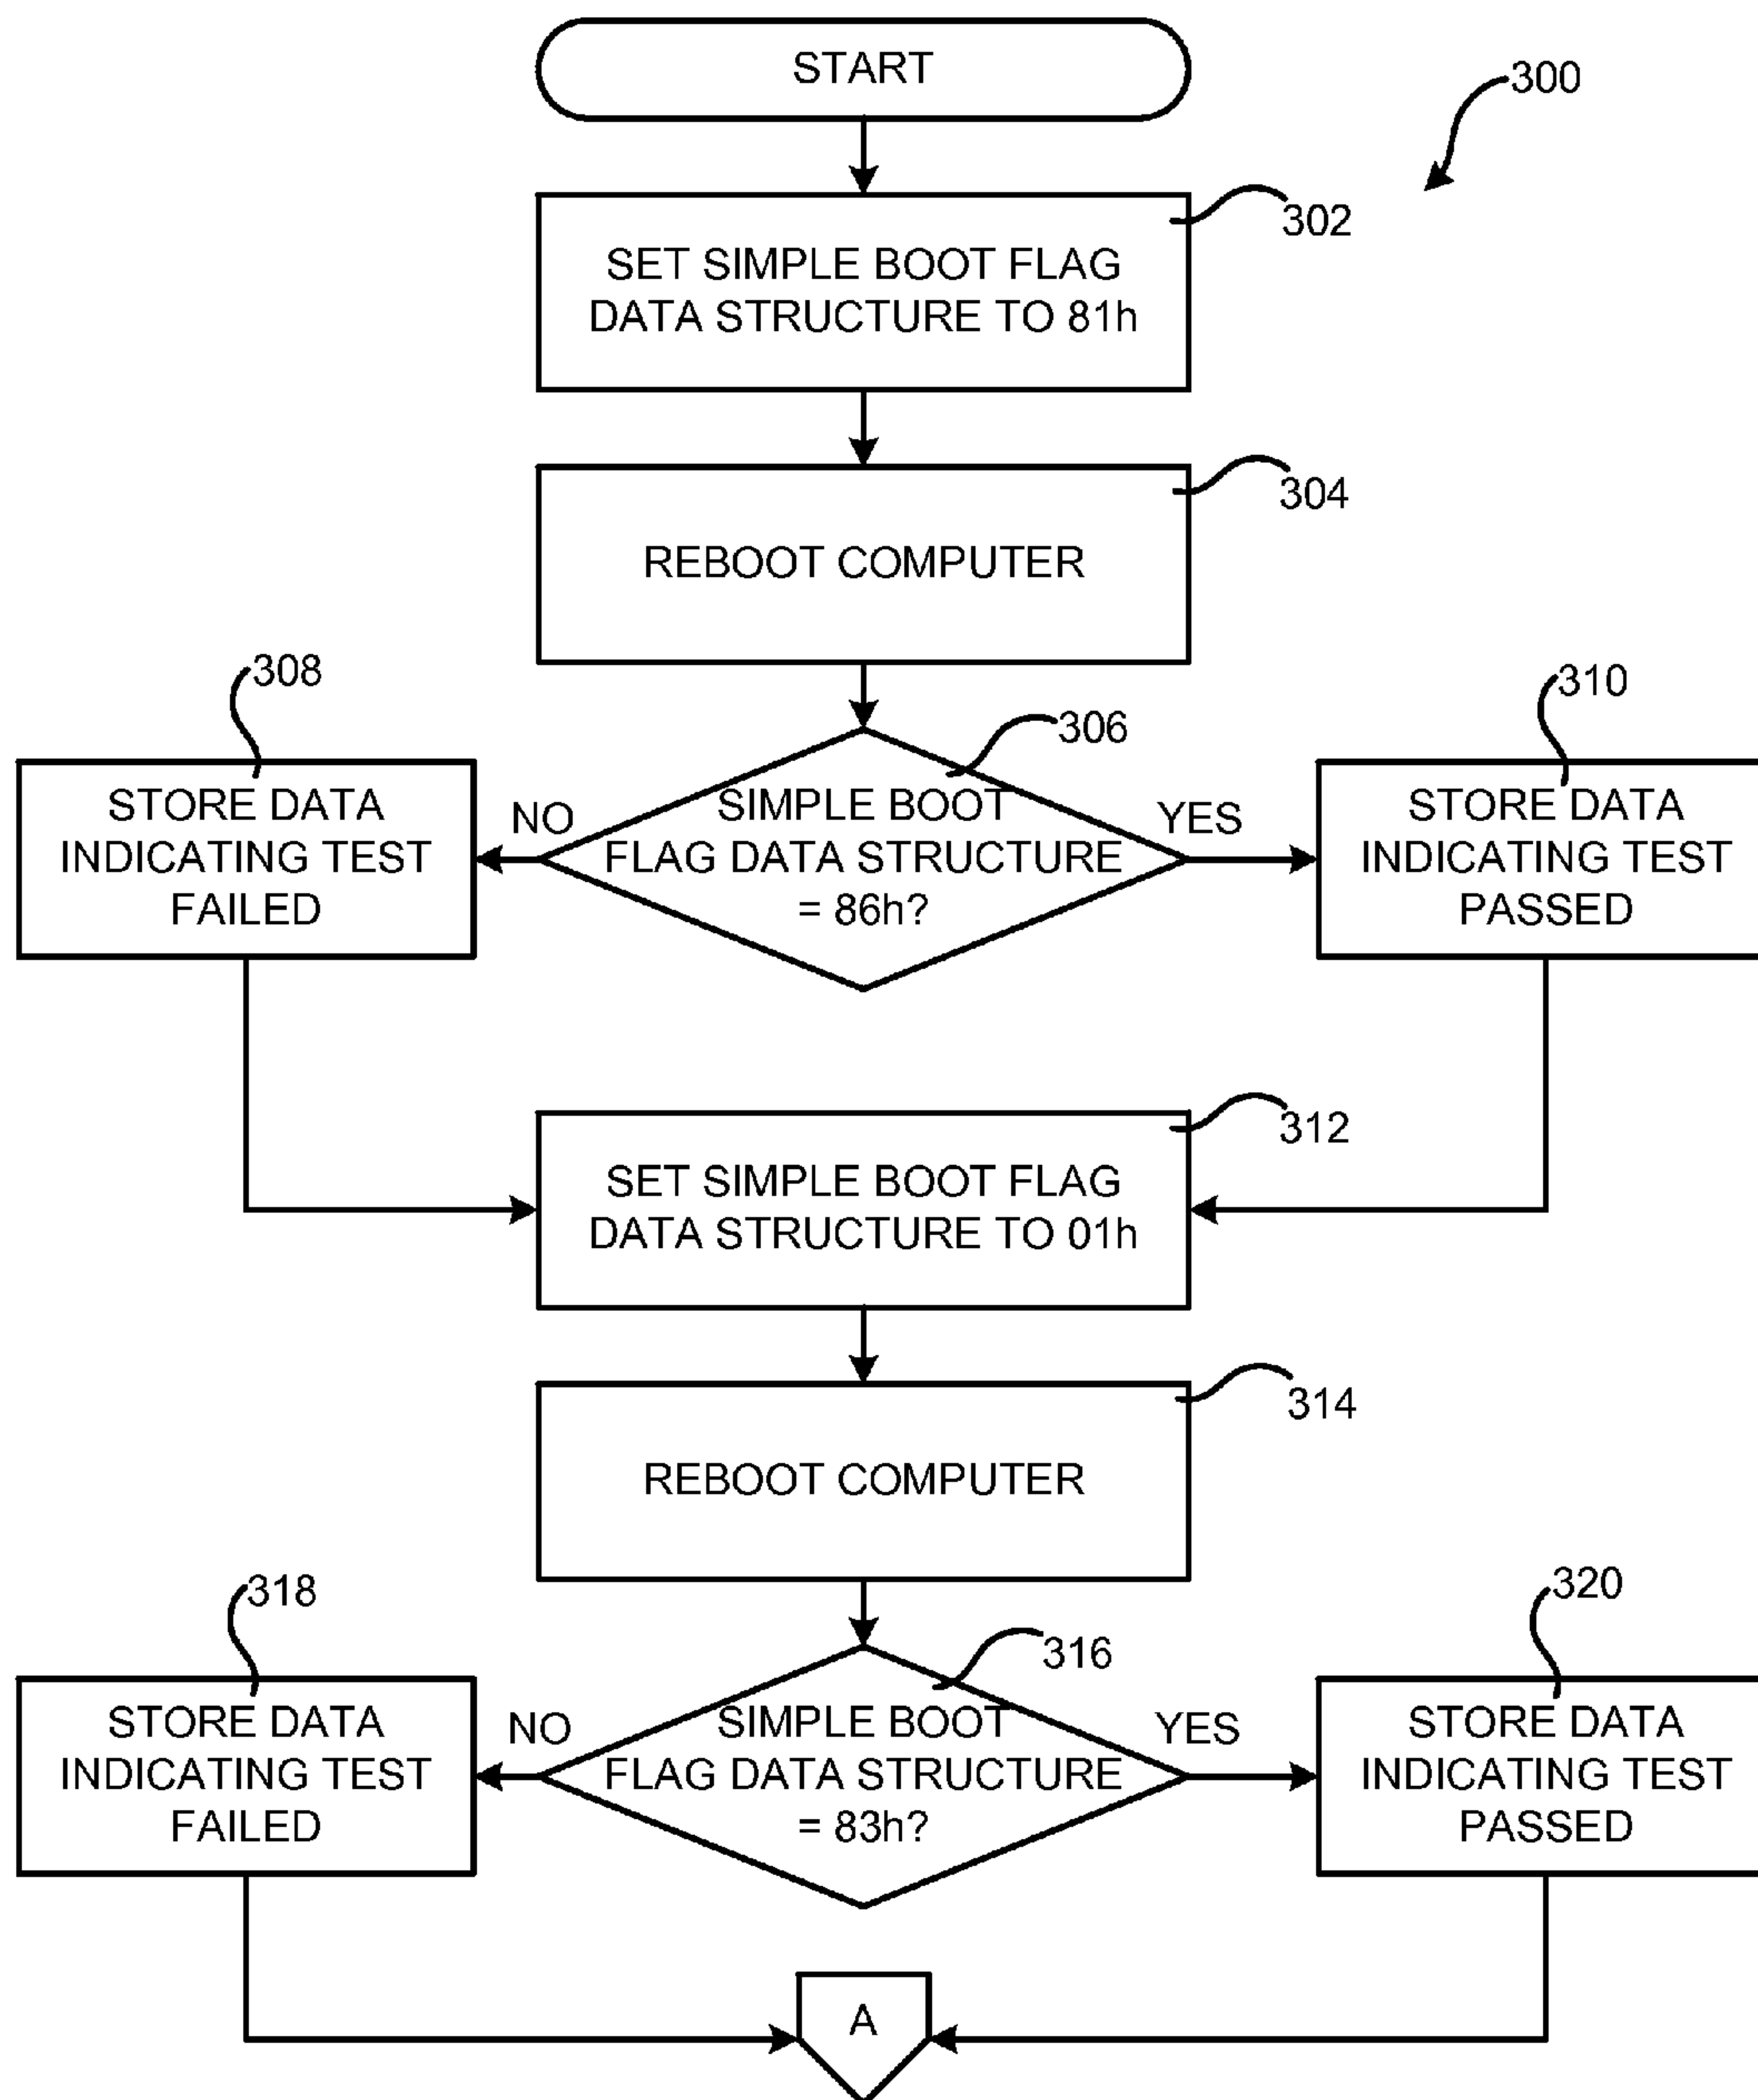 START
300
302
SET SIMPLE BOOT FLAG
DATA STRUCTURE TO 81h
304
REBOOT COMPUTER
308
310
306
STORE DATA
INDICATING TEST
FAILED
NO
SIMPLE BOOT
FLAG DATA STRUCTURE
= 86h?
YES
STORE DATA
INDICATING TEST
PASSED
312
SET SIMPLE BOOT FLAG
DATA STRUCTURE TO 01h
314
REBOOT COMPUTER
318
320
316
STORE DATA
INDICATING TEST
FAILED
NO
SIMPLE BOOT
FLAG DATA STRUCTURE
= 83h?
YES
STORE DATA
INDICATING TEST
PASSED
A